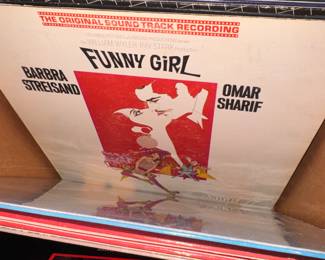 THE ORIGINAL SOUND TRACK RECORDING
FUNNY GIRL
BARBRA
STREISAND
OMAR
SHARIF